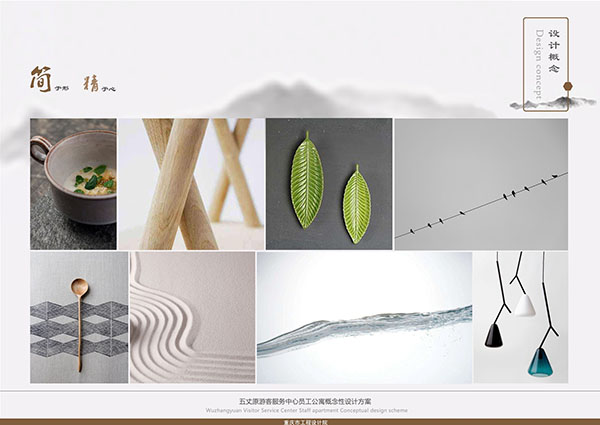 设计概念
Design concept
简于形 精于心
五丈原游客服务中心员工公寓概念性设计方案
Wuzhangyuan Visitor Service Center Staff apartment Conceptual design scheme
重庆市工程设计院